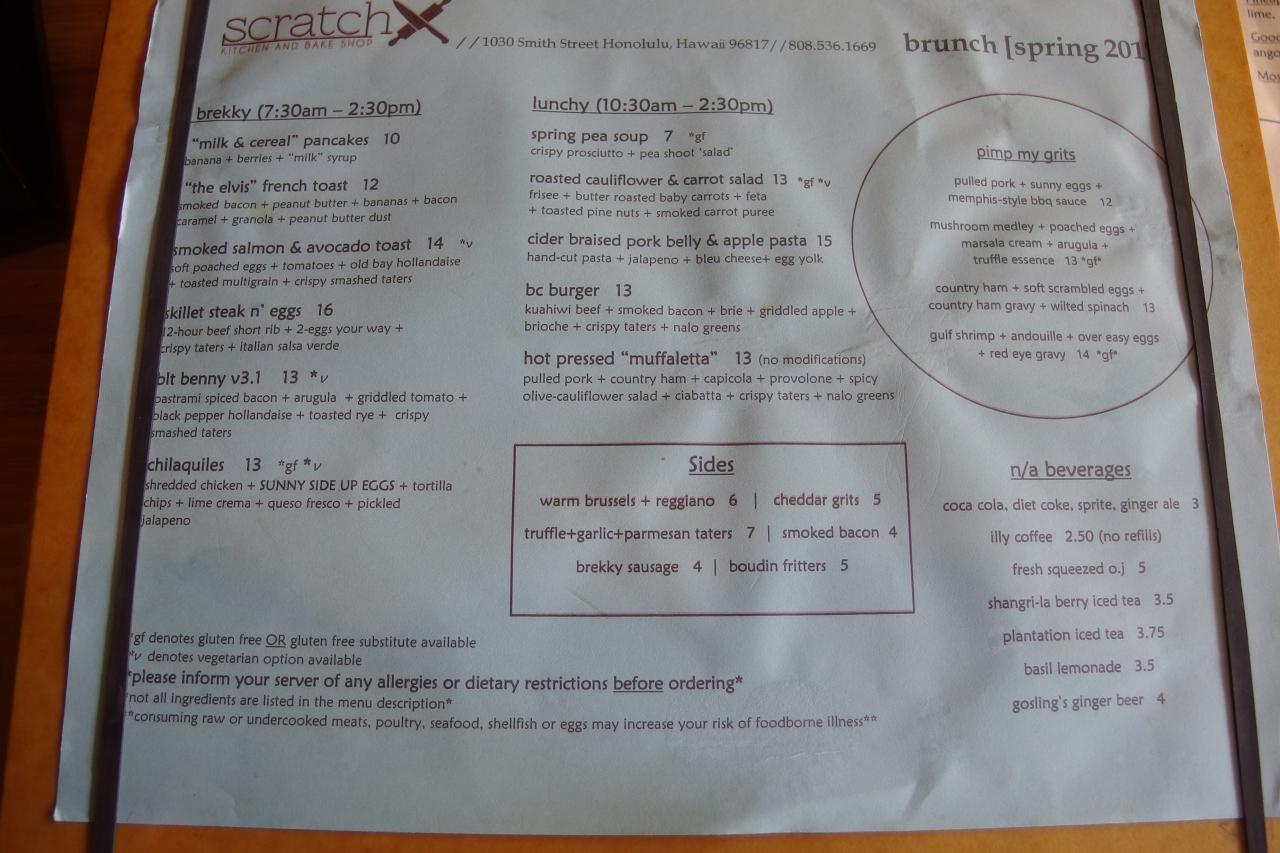 scratch
KITCHEN AND BAKE SHOP
//1030 Smith Street Honolulu, Hawaii 96817//808.536.1669
brunch [spring 201
brekky (7:30am – 2:30pm)
"milk & cereal" pancakes 10
banana + berries + "milk" syrup
"the elvis" french toast 12
smoked bacon + peanut butter + bananas + bacon
caramel + granola + peanut butter dust
smoked salmon & avocado toast 14 *v
soft poached eggs + tomatoes + old bay hollandaise
+ toasted multigrain + crispy smashed taters
skillet steak n' eggs 16
12-hour beef short rib + 2-eggs your way +
crispy taters + italian salsa verde
blt benny v3.1 13 *v
pastrami spiced bacon + arugula + griddled tomato +
black pepper hollandaise + toasted rye + crispy
smashed taters
chilaquiles 13 *gf *v
shredded chicken + SUNNY SIDE UP EGGS + tortilla
chips + lime crema + queso fresco + pickled
jalapeno
lunchy (10:30am – 2:30pm)
spring pea soup 7 *gf
crispy prosciutto + pea shoot 'salad'
roasted cauliflower & carrot salad 13 *gf *v
frisee + butter roasted baby carrots + feta
+ toasted pine nuts + smoked carrot puree
cider braised pork belly & apple pasta 15
hand-cut pasta + jalapeno + bleu cheese+ egg yolk
bc burger 13
kuahiwi beef + smoked bacon + brie + griddled apple +
brioche + crispy taters + nalo greens
hot pressed "muffaletta" 13 (no modifications)
pulled pork + country ham + capicola + provolone + spicy
olive-cauliflower salad + ciabatta + crispy taters + nalo greens
Sides
warm brussels + reggiano 6 | cheddar grits 5
truffle+garlic+parmesan taters 7 | smoked bacon 4
brekky sausage 4 | boudin fritters 5
pimp my grits
pulled pork + sunny eggs +
memphis-style bbq sauce 12
mushroom medley + poached eggs +
marsala cream + arugula +
truffle essence 13 *gf*
country ham + soft scrambled eggs +
country ham gravy + wilted spinach 13
gulf shrimp + andouille + over easy eggs
+ red eye gravy 14 *gf*
n/a beverages
coca cola, diet coke, sprite, ginger ale 3
illy coffee 2.50 (no refills)
fresh squeezed o.j 5
shangri-la berry iced tea 3.5
plantation iced tea 3.75
basil lemonade 3.5
gosling's ginger beer 4
*gf denotes gluten free OR gluten free substitute available
*v denotes vegetarian option available
*please inform your server of any allergies or dietary restrictions before ordering*
*not all ingredients are listed in the menu description*
**consuming raw or undercooked meats, poultry, seafood, shellfish or eggs may increase your risk of foodborne illness**
lime.